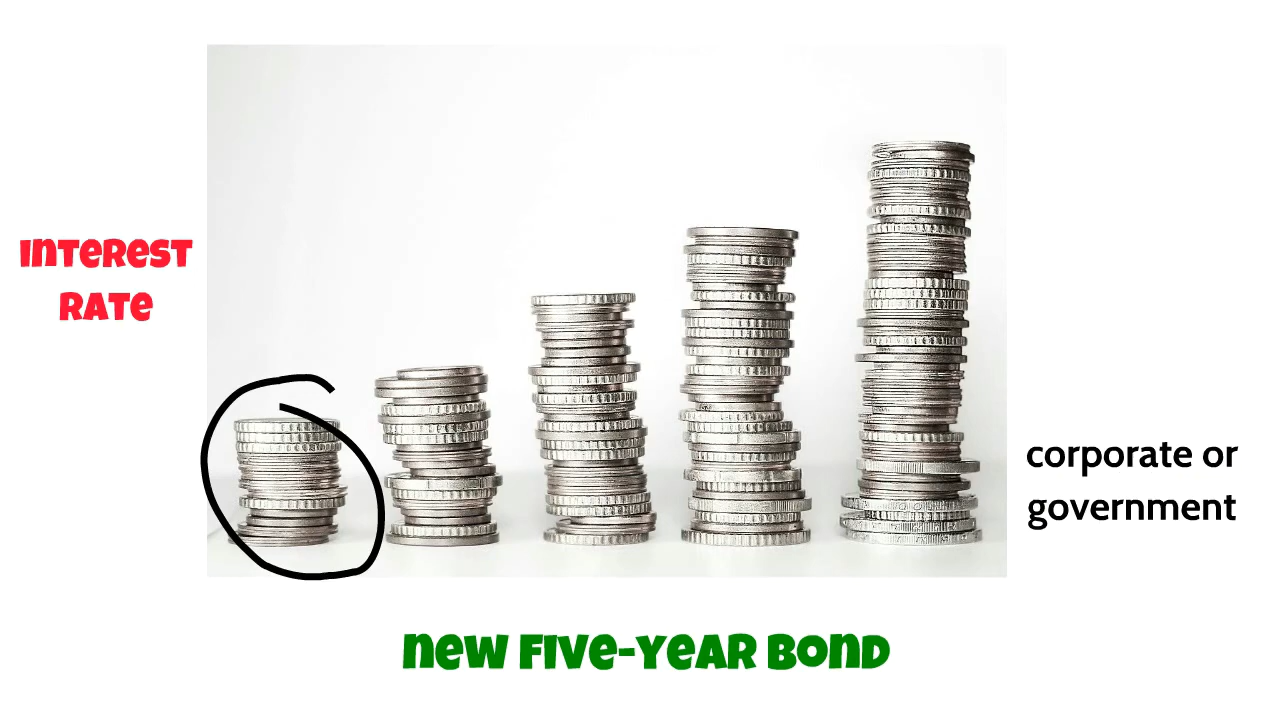 Interest
Rate
corporate or
government
new Five-Year Bond